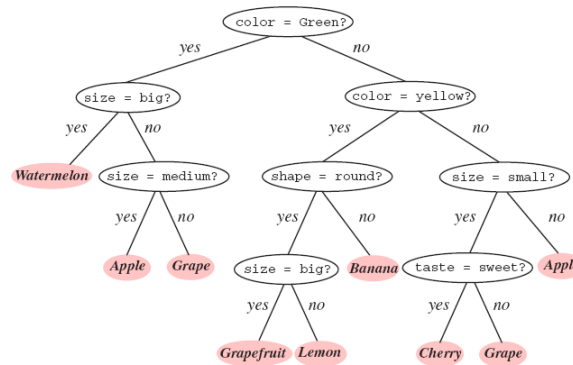 color = Green?
yes no
size = big? color = yellow?
yes no yes no
Watermelon size = medium? shape = round? size = small?
yes no yes no yes no
Apple Grape size = big? Banana taste = sweet? Appl
yes no yes no
Grapefruit Lemon Cherry Grape